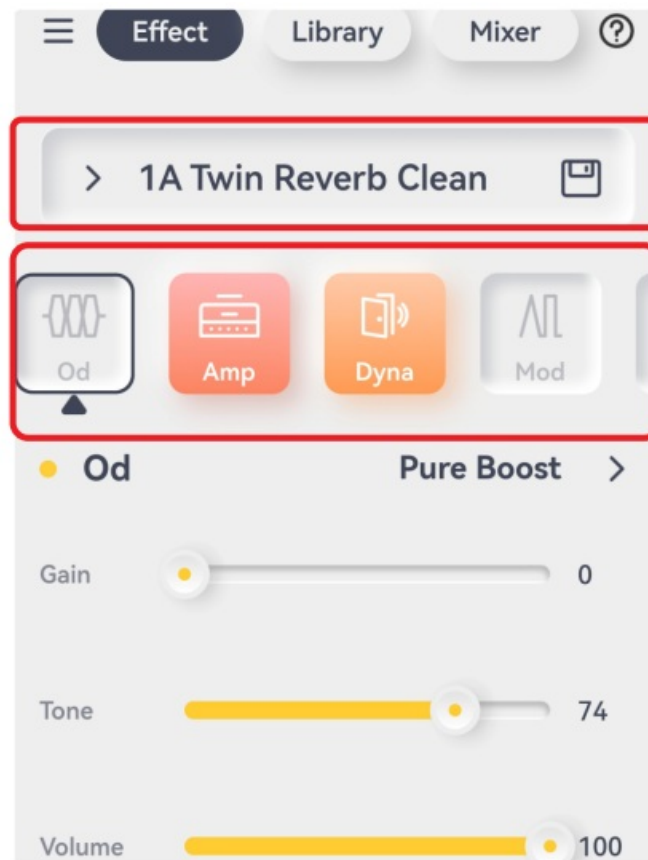 Effect Library Mixer ?
1A Twin Reverb Clean
Od Amp Dyna Mod
Od Pure Boost
Gain 0
Tone 74
Volume 100